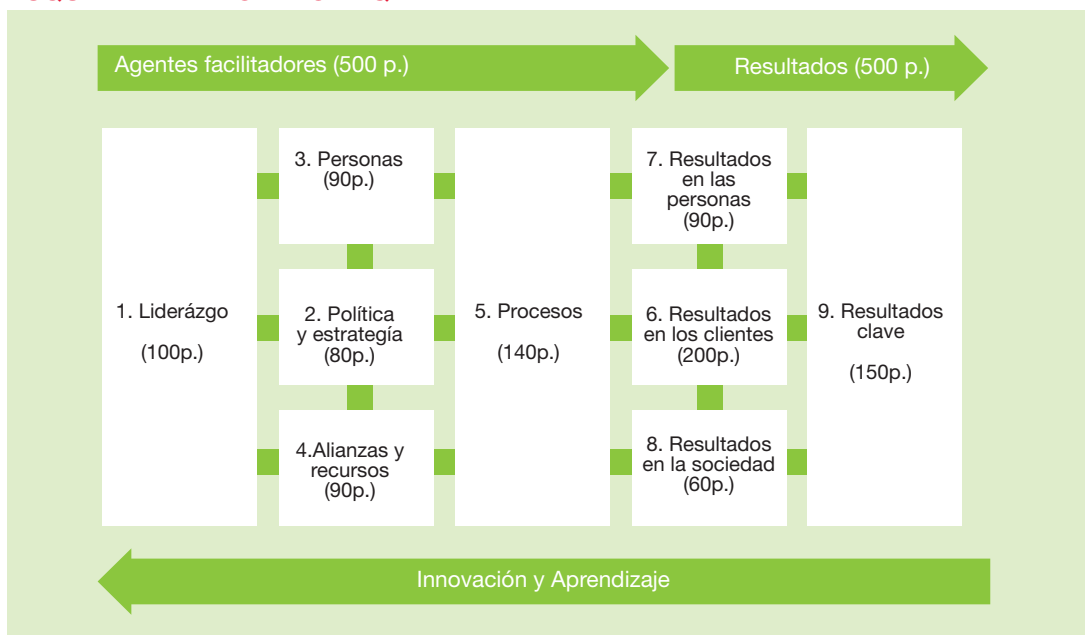 Agentes facilitadores (500 p.)
Resultados (500 p.)
1. Liderázgo
(100p.)
3. Personas
(90p.)
2. Política
y estrategía
(80p.)
4.Alianzas y
recursos
(90p.)
5. Procesos
(140p.)
7. Resultados
en las
personas
(90p.)
6. Resultados
en los clientes
(200p.)
8. Resultados
en la sociedad
(60p.)
9. Resultados
clave
(150p.)
Innovación y Aprendizaje